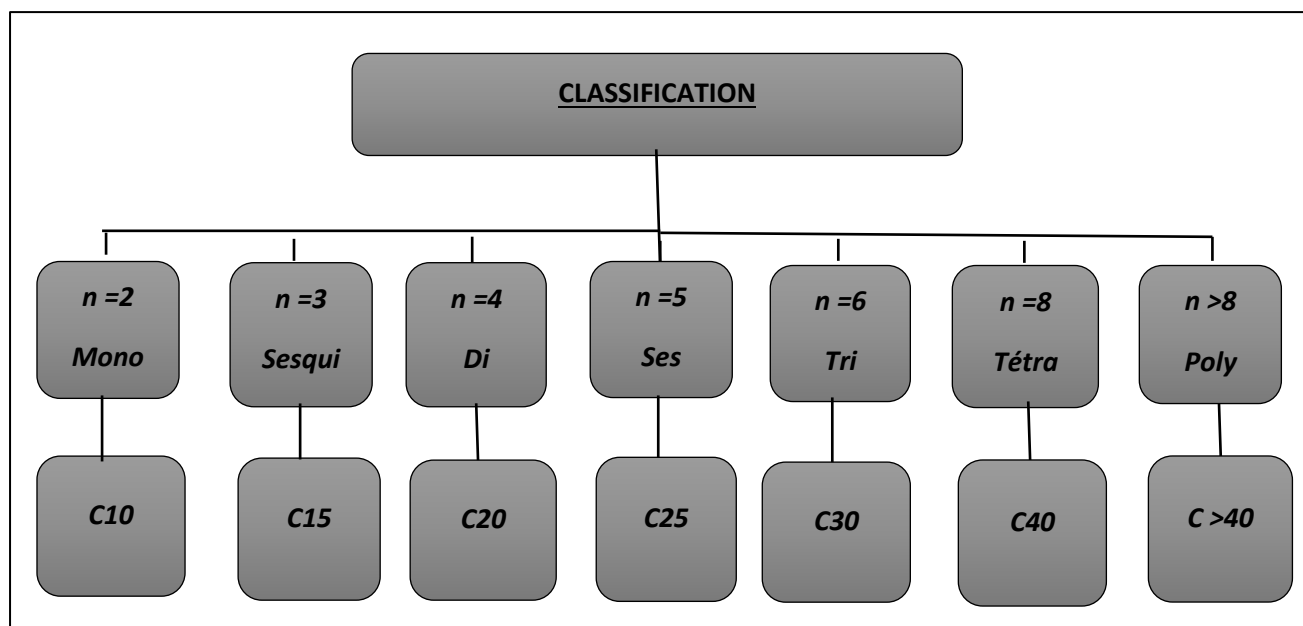 CLASSIFICATION
n =2
Mono
n =3
Sesqui
n =4
Di
n =5
Ses
n =6
Tri
n =8
Tétra
n >8
Poly
C10
C15
C20
C25
C30
C40
C >40